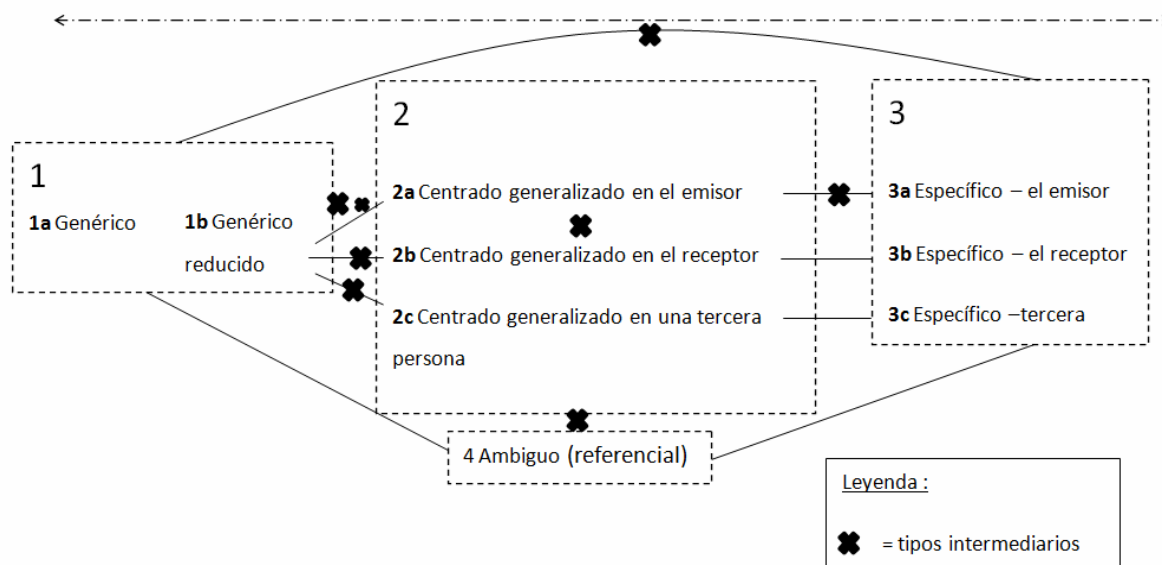 1
1a Genérico
1b Genérico
reducido
2
2a Centrado generalizado en el emisor
2b Centrado generalizado en el receptor
2c Centrado generalizado en una tercera
persona
3
3a Específico – el emisor
3b Específico – el receptor
3c Específico –tercera
4 Ambiguo (referencial)
Leyenda :
= tipos intermediarios